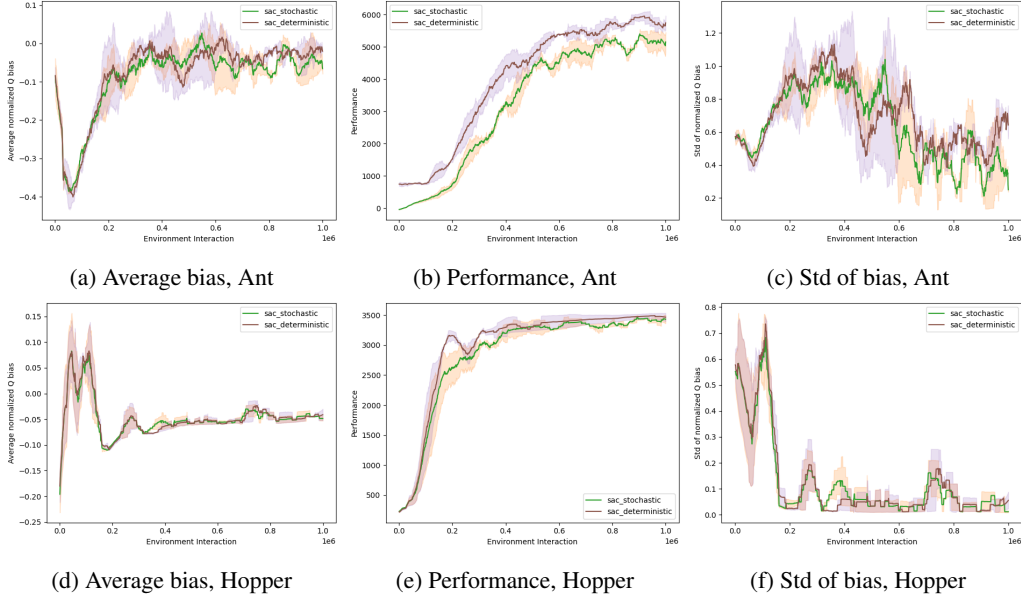 0.1
0.0
−0.1
−0.2
−0.3
−0.4
Average normalized Q bias
sac_stochastic
sac_deterministic
0.0 0.2 0.4 0.6 0.8 1.0
1e6
Environment Interaction
(a) Average bias, Ant
6000
5000
4000
3000
2000
1000
0
Performance
sac_stochastic
sac_deterministic
0.0 0.2 0.4 0.6 0.8 1.0
1e6
Environment Interaction
(b) Performance, Ant
1.2
1.0
0.8
0.6
0.4
0.2
Std of normalized Q bias
sac_stochastic
sac_deterministic
0.0 0.2 0.4 0.6 0.8 1.0
1e6
Environment Interaction
(c) Std of bias, Ant
0.15
0.10
0.05
0.00
−0.05
−0.10
−0.15
−0.20
−0.25
Average normalized Q bias
sac_stochastic
sac_deterministic
0.0 0.2 0.4 0.6 0.8 1.0
1e6
Environment Interaction
(d) Average bias, Hopper
3500
3000
2500
2000
1500
1000
500
Performance
sac_stochastic
sac_deterministic
0.0 0.2 0.4 0.6 0.8 1.0
1e6
Environment Interaction
(e) Performance, Hopper
0.8
0.7
0.6
0.5
0.4
0.3
0.2
0.1
0.0
Std of normalized Q bias
sac_stochastic
sac_deterministic
0.0 0.2 0.4 0.6 0.8 1.0
1e6
Environment Interaction
(f) Std of bias, Hopper